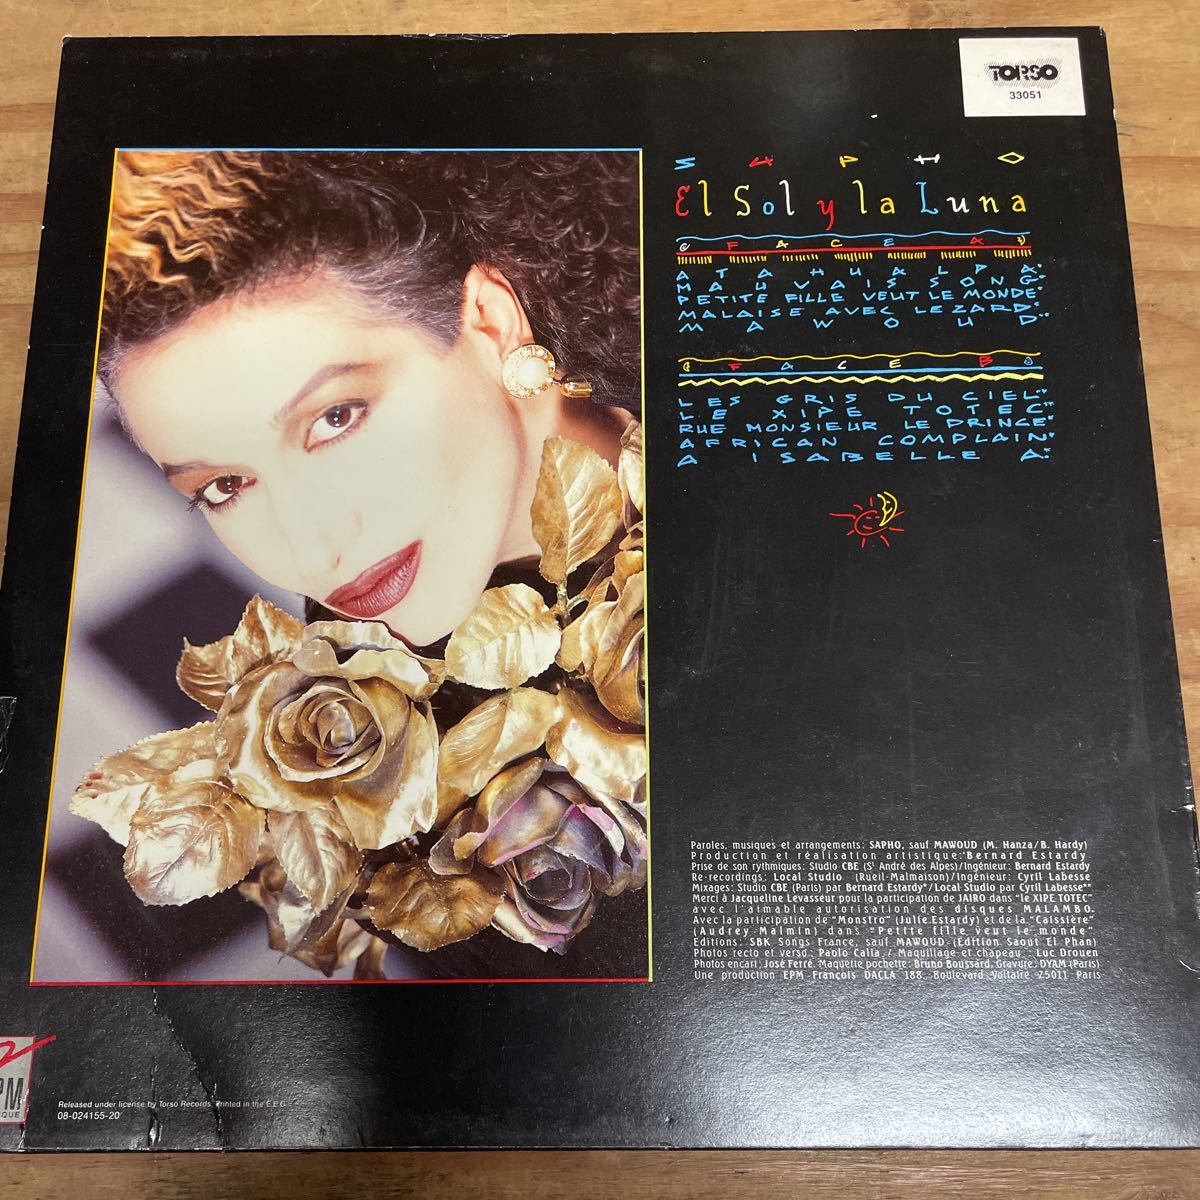 TORSO
33051
SAPHO
El Sol y la Luna
FACE A
ATAHUALPA*
MAUVAIS SONG*
PETITE FILLE VEUT LE MONDE*
MALAISE AVEC LEZARD**
MAWOUD**
FACE B
LES GRIS DU CIEL**
LE XIPE TOTEC**
RUE MONSIEUR LE PRINCE*
AFRICAN COMPLAIN*
A ISABELLE A.*
Paroles, musiques et arrangements: SAPHO, sauf MAWOUD (M. Hanza/B. Hardy)
Production et réalisation artistique: Bernard Estardy
Prise de son rythmiques: Studio CBE (St André des Alpes)/Ingénieur: Bernard Estardy
Re-recordings: Local Studio (Rueil-Malmaison)/Ingénieur: Cyril Labesse
Mixages: Studio CBE (Paris) par Bernard Estardy*/Local Studio par Cyril Labesse**
Merci à Jacqueline Levasseur pour la participation de JAIRO dans "le XIPE TOTEC"
avec l'aimable autorisation des disques MALAMBO.
Avec la participation de "Monstro" (Julie Estardy) et de la "Caissière"
(Audrey Malmin) dans "Petite fille veut le monde"
Editions: SBK Songs France, sauf MAWOUD (Edition Saout El Phan)
Photos recto et verso: Paolo Calia / Maquillage et chapeau: Luc Drouen
Photos encart: José Ferré. Maquette pochette: Bruno Boussard, Gravure: DYAM (Paris)
Une production EPM François DACLA 188, Boulevard Voltaire 75011 Paris
PM
QUE
Released under license by Torso Records. Printed in the E.E.G.
08-024155-20